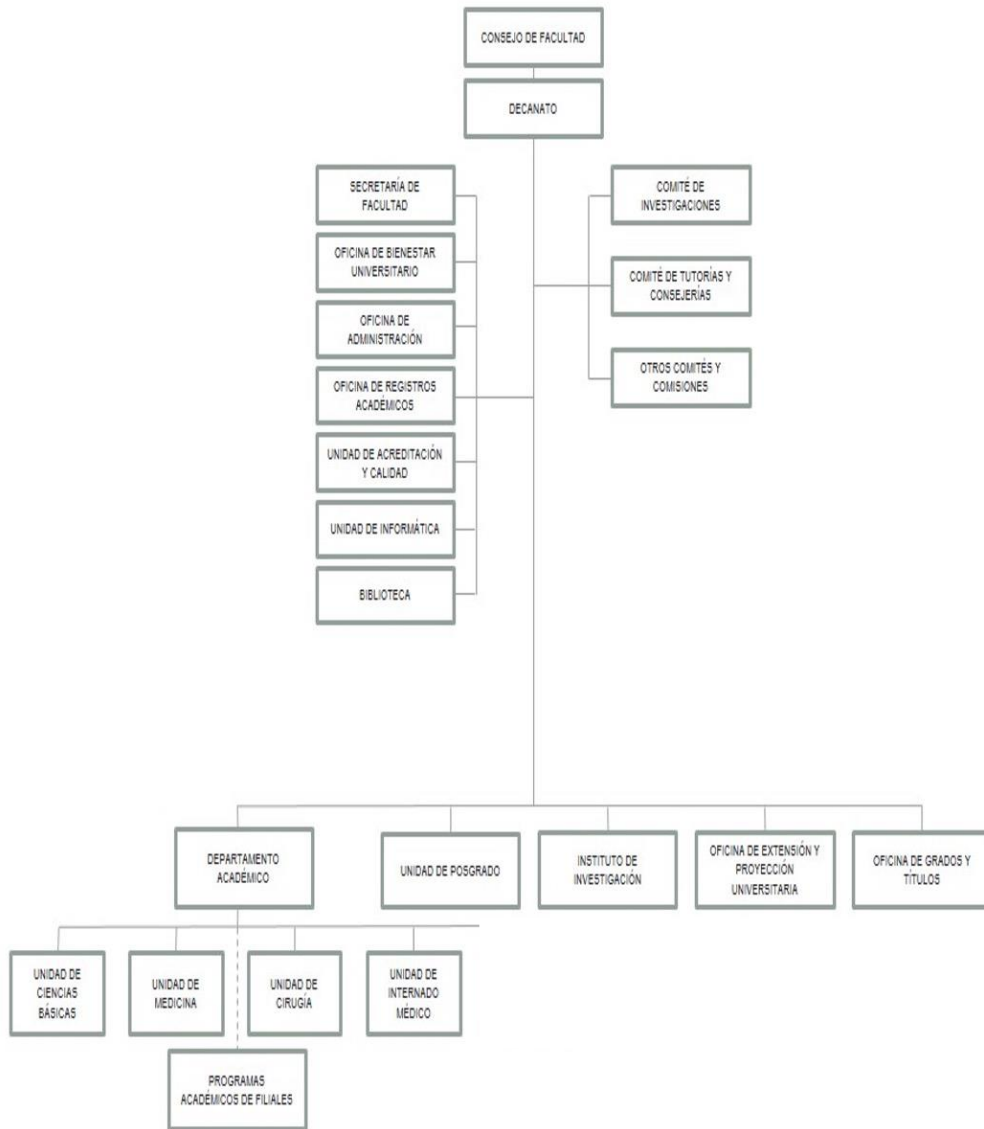 CONSEJO DE FACULTAD
DECANATO
SECRETARÍA DE
FACULTAD
OFICINA DE BIENESTAR
UNIVERSITARIO
OFICINA DE
ADMINISTRACIÓN
OFICINA DE REGISTROS
ACADÉMICOS
UNIDAD DE ACREDITACIÓN
Y CALIDAD
UNIDAD DE INFORMÁTICA
BIBLIOTECA
COMITÉ DE
INVESTIGACIONES
COMITÉ DE TUTORÍAS Y
CONSEJERÍAS
OTROS COMITÉS Y
COMISIONES
DEPARTAMENTO
ACADÉMICO
UNIDAD DE POSGRADO
INSTITUTO DE
INVESTIGACIÓN
OFICINA DE EXTENSIÓN Y
PROYECCIÓN
UNIVERSITARIA
OFICINA DE GRADOS Y
TÍTULOS
UNIDAD DE
CIENCIAS
BÁSICAS
UNIDAD DE
MEDICINA
UNIDAD DE
CIRUGÍA
UNIDAD DE
INTERNADO
MÉDICO
PROGRAMAS
ACADÉMICOS DE FILIALES